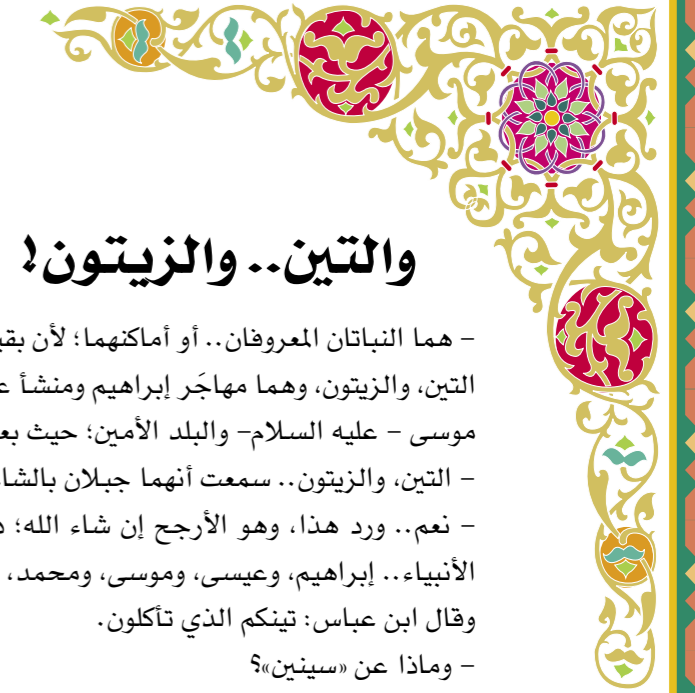 والتين.. والزيتون!
- هما النباتان المعروفان.. أو أماكنهما؛ لأن
التين، والزيتون، وهما مهاجَر إبراهيم ومنشأ
موسى - عليه السلام- والبلد الأمين؛ حيث
- التين، والزيتون.. سمعت أنهما جبلان
- نعم.. ورد هذا، وهو الأرجح إن شاء الله؛
الأنبياء.. إبراهيم، وعيسى، وموسى، ومحمد،
وقال ابن عباس: تينكم الذي تأكلون.
- وماذا عن «سينين»؟